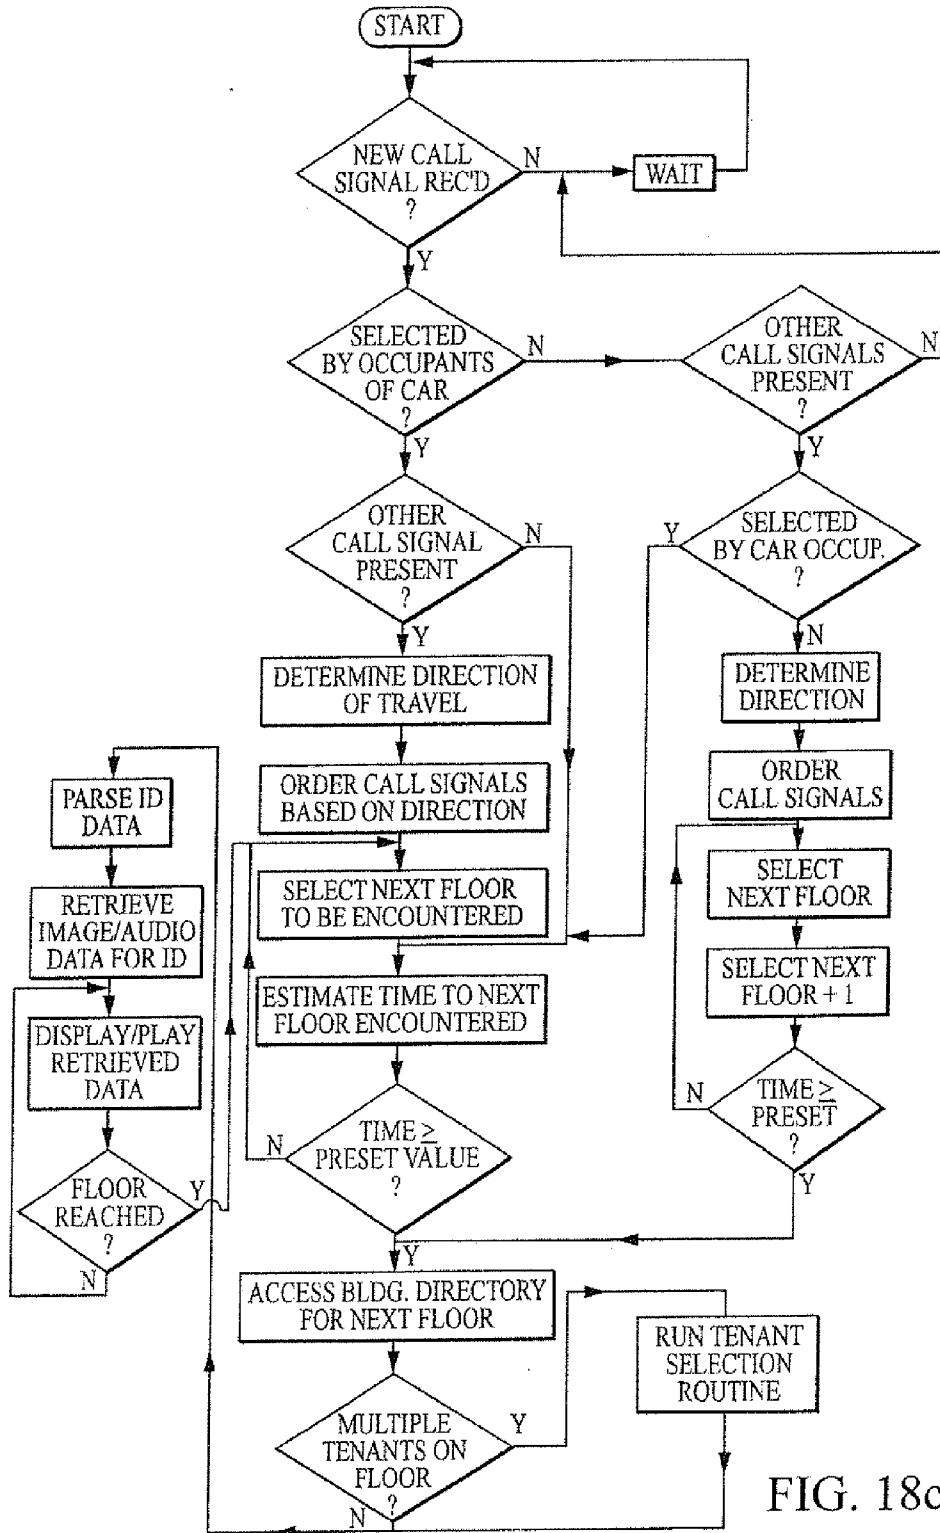 START
NEW CALL
SIGNAL REC'D
?
N
WAIT
Y
SELECTED
BY OCCUPANTS
OF CAR
?
N
OTHER
CALL SIGNALS
PRESENT
?
N
Y
Y
OTHER
CALL SIGNAL
PRESENT
?
N
Y
SELECTED
BY CAR OCCUP.
?
Y
N
DETERMINE DIRECTION
OF TRAVEL
DETERMINE
DIRECTION
ORDER CALL SIGNALS
BASED ON DIRECTION
ORDER
CALL SIGNALS
PARSE ID
DATA
SELECT NEXT FLOOR
TO BE ENCOUNTERED
SELECT
NEXT FLOOR
RETRIEVE
IMAGE/AUDIO
DATA FOR ID
ESTIMATE TIME TO NEXT
FLOOR ENCOUNTERED
SELECT NEXT
FLOOR + 1
DISPLAY/PLAY
RETRIEVED
DATA
TIME ≥
PRESET VALUE
?
N
N
TIME ≥
PRESET
?
Y
FLOOR
REACHED
?
Y
N
Y
ACCESS BLDG. DIRECTORY
FOR NEXT FLOOR
RUN TENANT
SELECTION
ROUTINE
MULTIPLE
TENANTS ON
FLOOR
?
Y
N
FIG. 18c